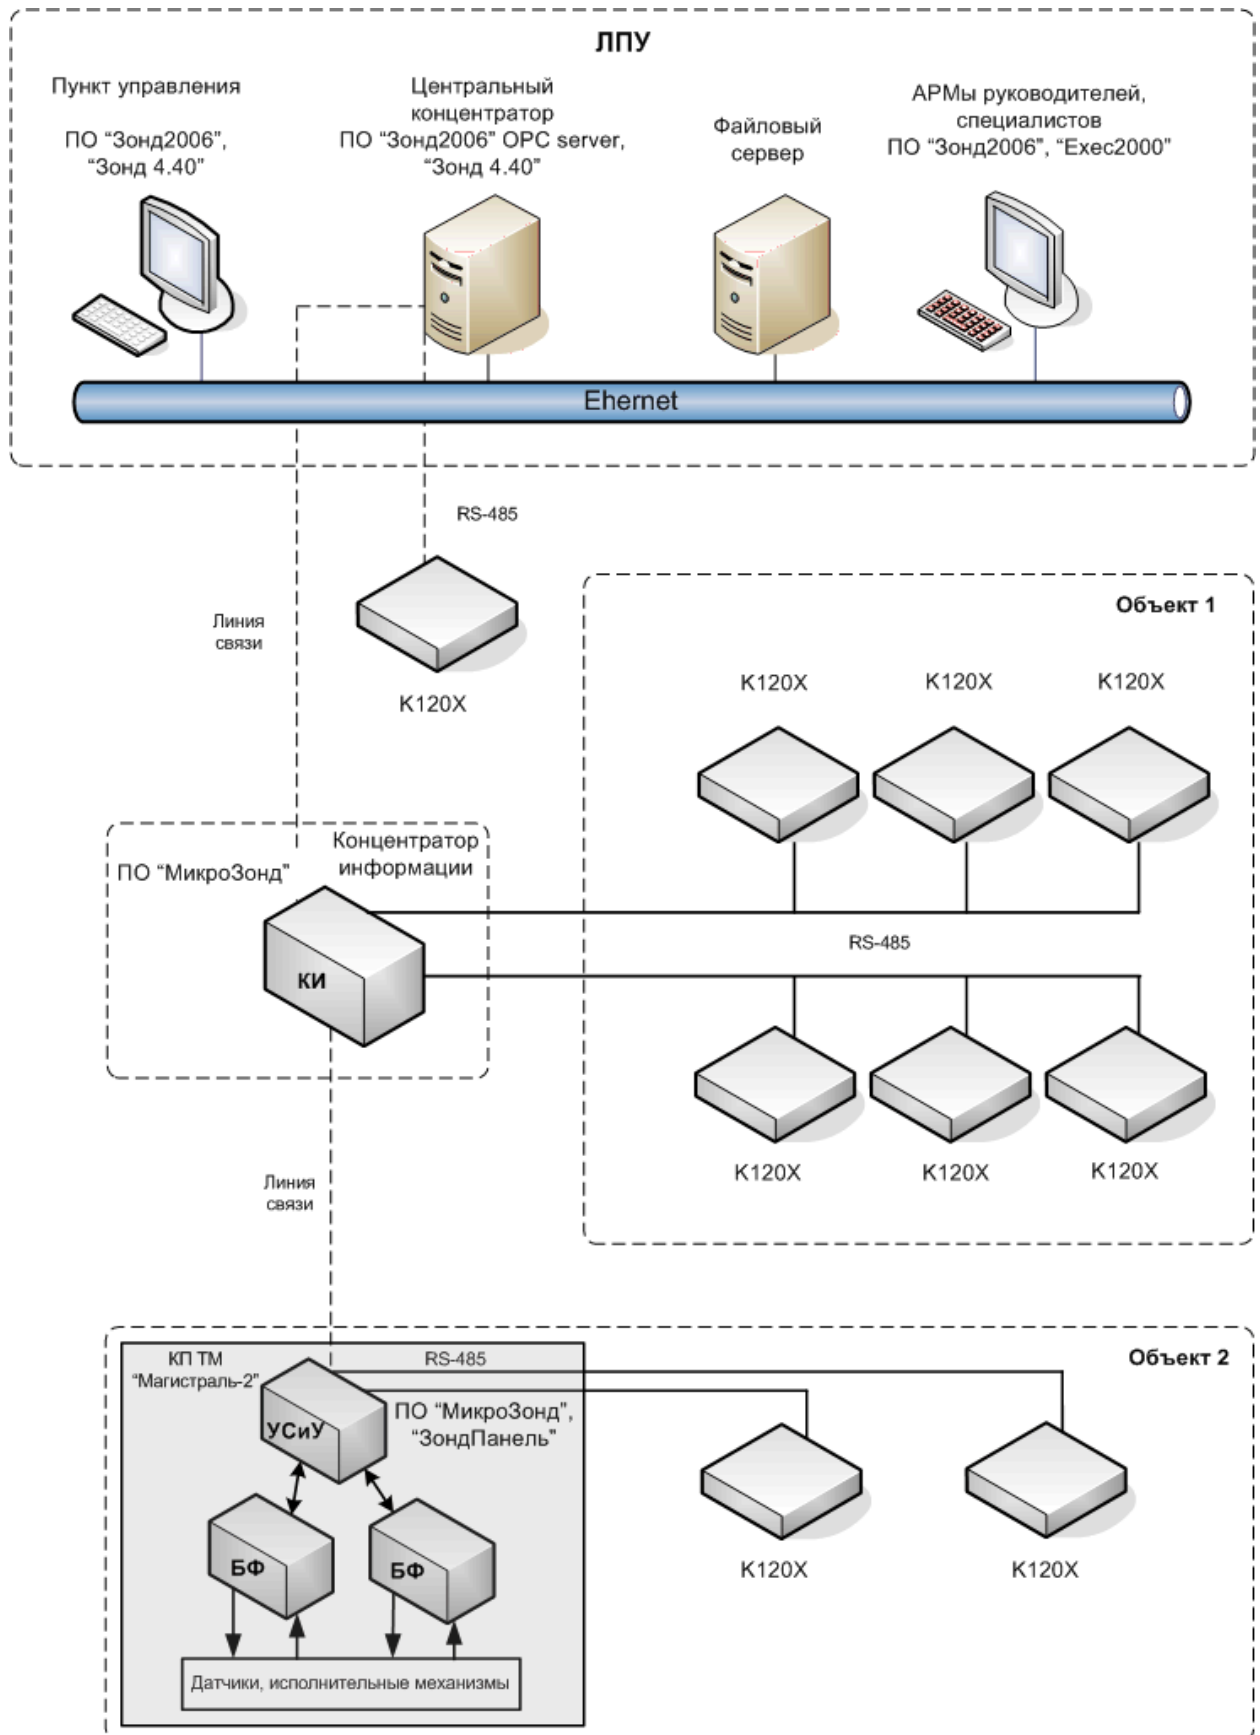 ЛПУ
Пункт управления
ПО “Зонд2006”,
“Зонд 4.40”
Центральный
концентратор
ПО “Зонд2006” OPC server,
“Зонд 4.40”
Файловый
сервер
АРМы руководителей,
специалистов
ПО “Зонд2006”, “Exec2000”
Ehernet
RS-485
Линия
связи
K120X
Объект 1
K120X
K120X
K120X
Концентратор
информации
ПО “МикроЗонд”
КИ
RS-485
K120X
K120X
K120X
Линия
связи
Объект 2
КП ТМ
“Магистраль-2”
RS-485
УСиУ
ПО “МикроЗонд”,
“ЗондПанель”
БФ
БФ
K120X
K120X
Датчики, исполнительные механизмы